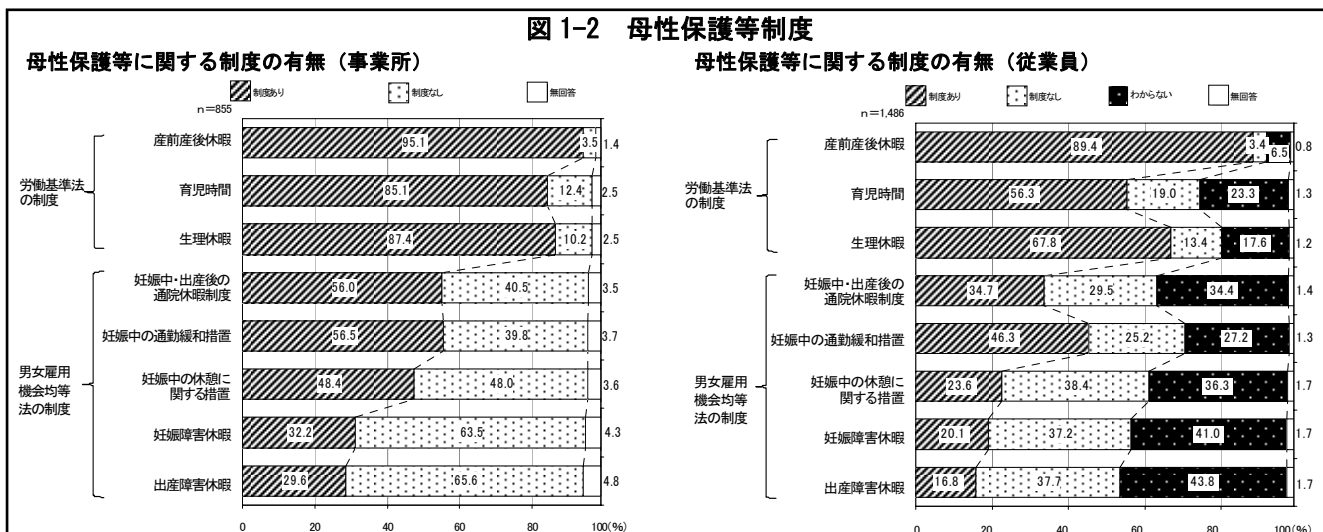 図 1-2 母性保護等制度
母性保護等に関する制度の有無（事業所）
制度あり 制度なし 無回答
n＝855
労働基準法
の制度
産前産後休暇 95.1 3.5 1.4
育児時間 85.1 12.4 2.5
生理休暇 87.4 10.2 2.5
男女雇用
機会均等
法の制度
妊娠中・出産後の
通院休暇制度 56.0 40.5 3.5
妊娠中の通勤緩和措置 56.5 39.8 3.7
妊娠中の休憩に
関する措置 48.4 48.0 3.6
妊娠障害休暇 32.2 63.5 4.3
出産障害休暇 29.6 65.6 4.8
0 20 40 60 80 100(%)
母性保護等に関する制度の有無（従業員）
制度あり 制度なし わからない 無回答
n＝1,486
労働基準法
の制度
産前産後休暇 89.4 3.4 6.5 0.8
育児時間 56.3 19.0 23.3 1.3
生理休暇 67.8 13.4 17.6 1.2
男女雇用
機会均等
法の制度
妊娠中・出産後の
通院休暇制度 34.7 29.5 34.4 1.4
妊娠中の通勤緩和措置 46.3 25.2 27.2 1.3
妊娠中の休憩に
関する措置 23.6 38.4 36.3 1.7
妊娠障害休暇 20.1 37.2 41.0 1.7
出産障害休暇 16.8 37.7 43.8 1.7
0 20 40 60 80 100(%)